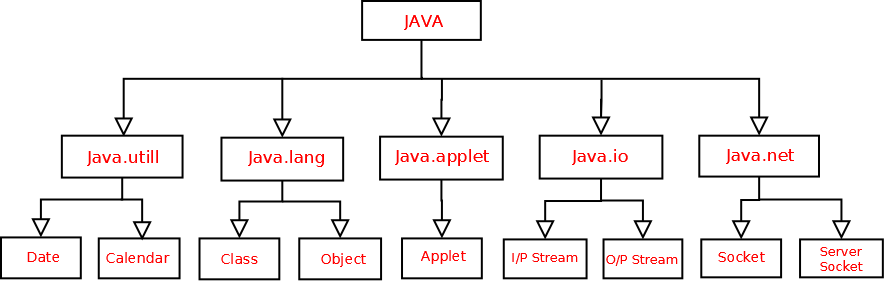 JAVA
Java.utill
Java.lang
Java.applet
Java.io
Java.net
Date
Calendar
Class
Object
Applet
I/P Stream
O/P Stream
Socket
Server
Socket